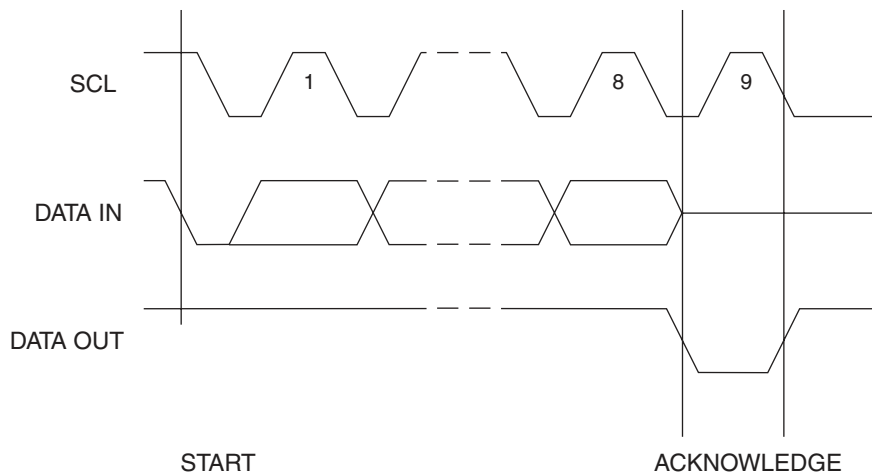 SCL
1
8
9
DATA IN
DATA OUT
START
ACKNOWLEDGE